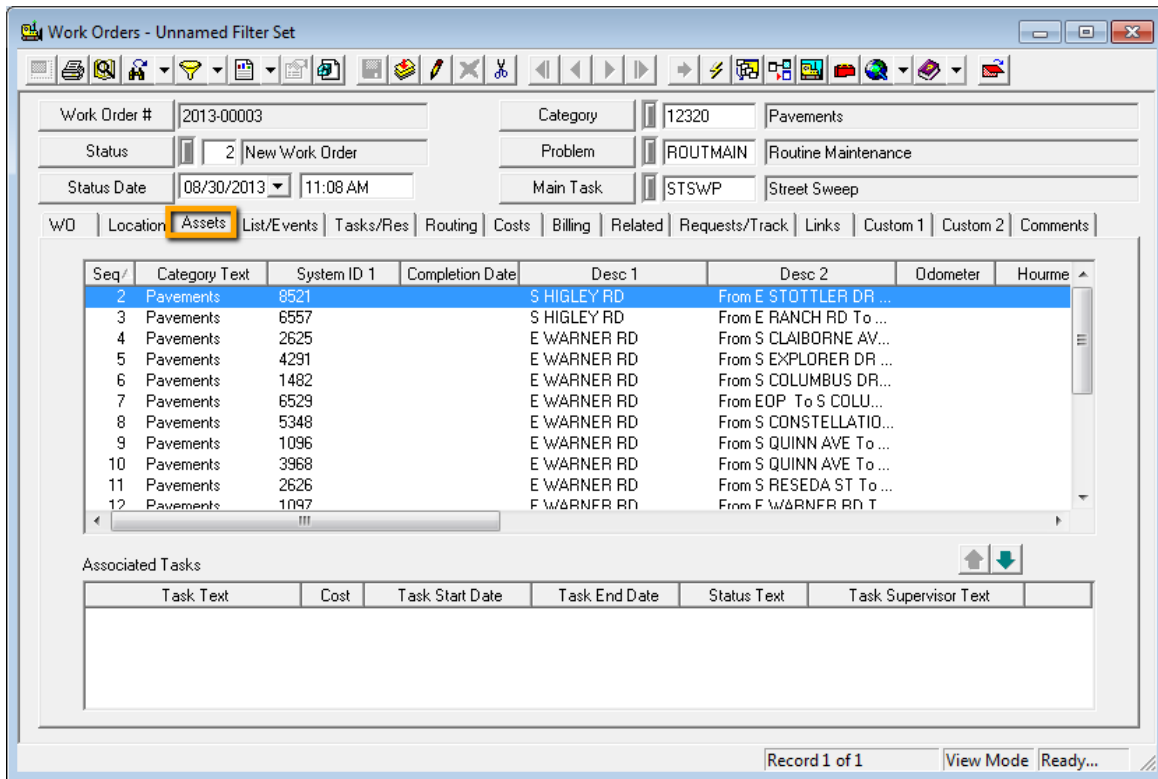 Work Orders - Unnamed Filter Set
Work Order # 2013-00003 Category 12320 Pavements
Status 2 New Work Order Problem ROUTMAIN Routine Maintenance
Status Date 08/30/2013 11:08 AM Main Task STSWP Street Sweep
WO Location Assets List/Events Tasks/Res Routing Costs Billing Related Requests/Track Links Custom 1 Custom 2 Comments
Seq Category Text System ID 1 Completion Date Desc 1 Desc 2 Odometer Hourme
2 Pavements 8521 S HIGLEY RD From E STOTTLER DR ...
3 Pavements 6557 S HIGLEY RD From E RANCH RD To ...
4 Pavements 2625 E WARNER RD From S CLAIBORNE AV...
5 Pavements 4291 E WARNER RD From S EXPLORER DR ...
6 Pavements 1482 E WARNER RD From S COLUMBUS DR...
7 Pavements 6529 E WARNER RD From EOP To S COLU...
8 Pavements 5348 E WARNER RD From S CONSTELLATIO...
9 Pavements 1096 E WARNER RD From S QUINN AVE To ...
10 Pavements 3968 E WARNER RD From S QUINN AVE To ...
11 Pavements 2626 E WARNER RD From S RESEDA ST To ...
12 Pavements 1097 E WARNER RD From E WARNER RD T...
Associated Tasks
Task Text Cost Task Start Date Task End Date Status Text Task Supervisor Text
Record 1 of 1 View Mode Ready...